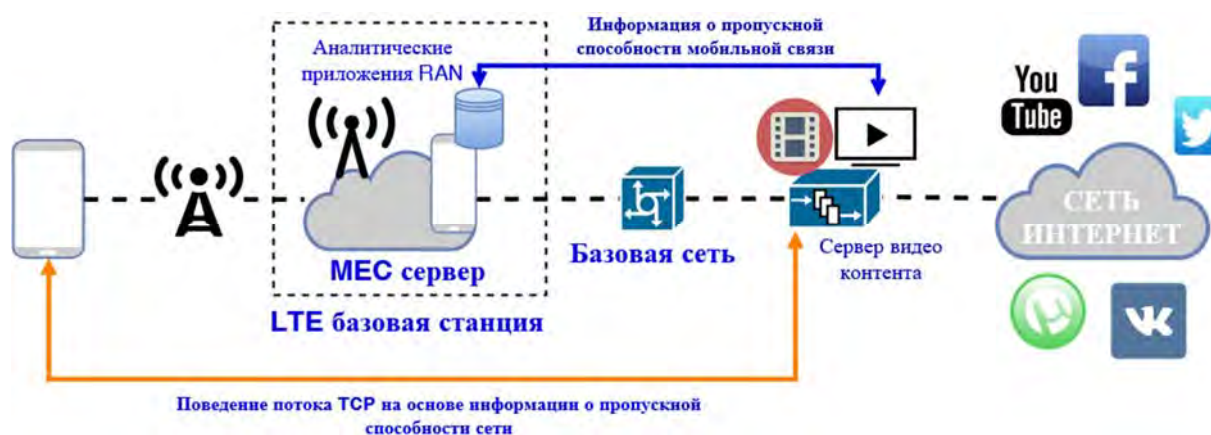 Информация о пропускной
способности мобильной связи
Аналитические
приложения RAN
You
Tube
f
СЕТЬ
ИНТЕРНЕТ
Базовая сеть
Сервер видео
контента
MEC сервер
LTE базовая станция
µ
VK
Поведение потока TCP на основе информации о пропускной
способности сети